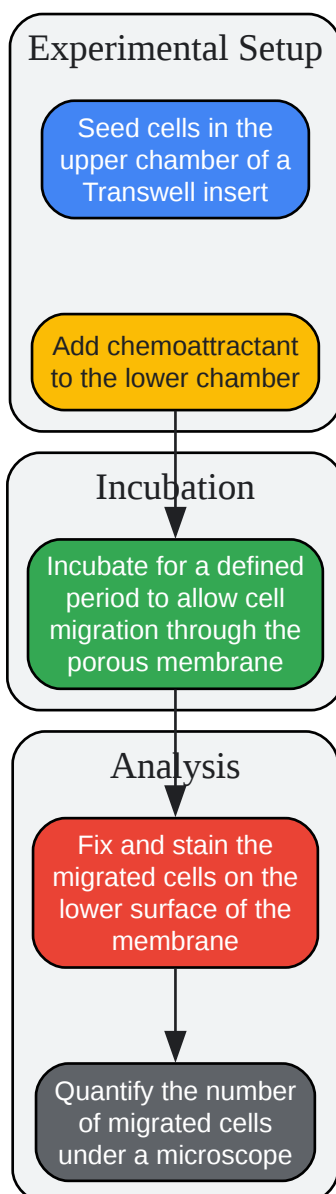 Experimental Setup
Seed cells in the
upper chamber of a
Transwell insert
Add chemoattractant
to the lower chamber
Incubation
Incubate for a defined
period to allow cell
migration through the
porous membrane
Analysis
Fix and stain the
migrated cells on the
lower surface of the
membrane
Quantify the number
of migrated cells
under a microscope